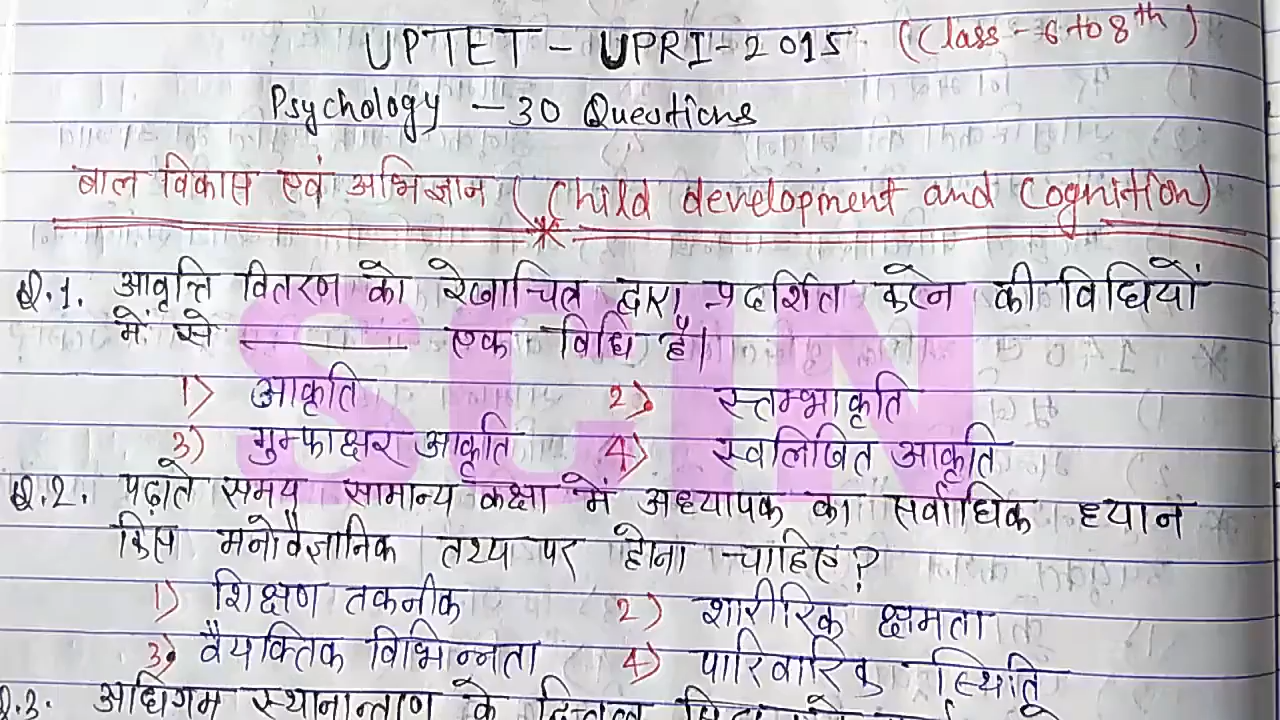 UPTET - UPRI-2015 (Class - 6 to 8th)
Psychology - 30 Questions
बाल विकास एवं अभिज्ञान (Child development and Cognition)
Q.1. आवृत्ति वितरण को रेखाचित्र द्वारा प्रदर्शित करने की विधियों
में से ________ एक विधि है।
1) आकृति 2) स्तम्भाकृति
3) गुम्फाक्षर आकृति 4) स्वलिखित आकृति
Q.2. पढ़ाते समय सामान्य कक्षा में अध्यापक का सर्वाधिक ध्यान
किस मनोवैज्ञानिक तथ्य पर होना चाहिए?
1) शिक्षण तकनीक 2) शारीरिक क्षमता
3) वैयक्तिक विभिन्नता 4) पारिवारिक स्थिति
Q.3. अधिगम स्थानान्तरण के
SCIN